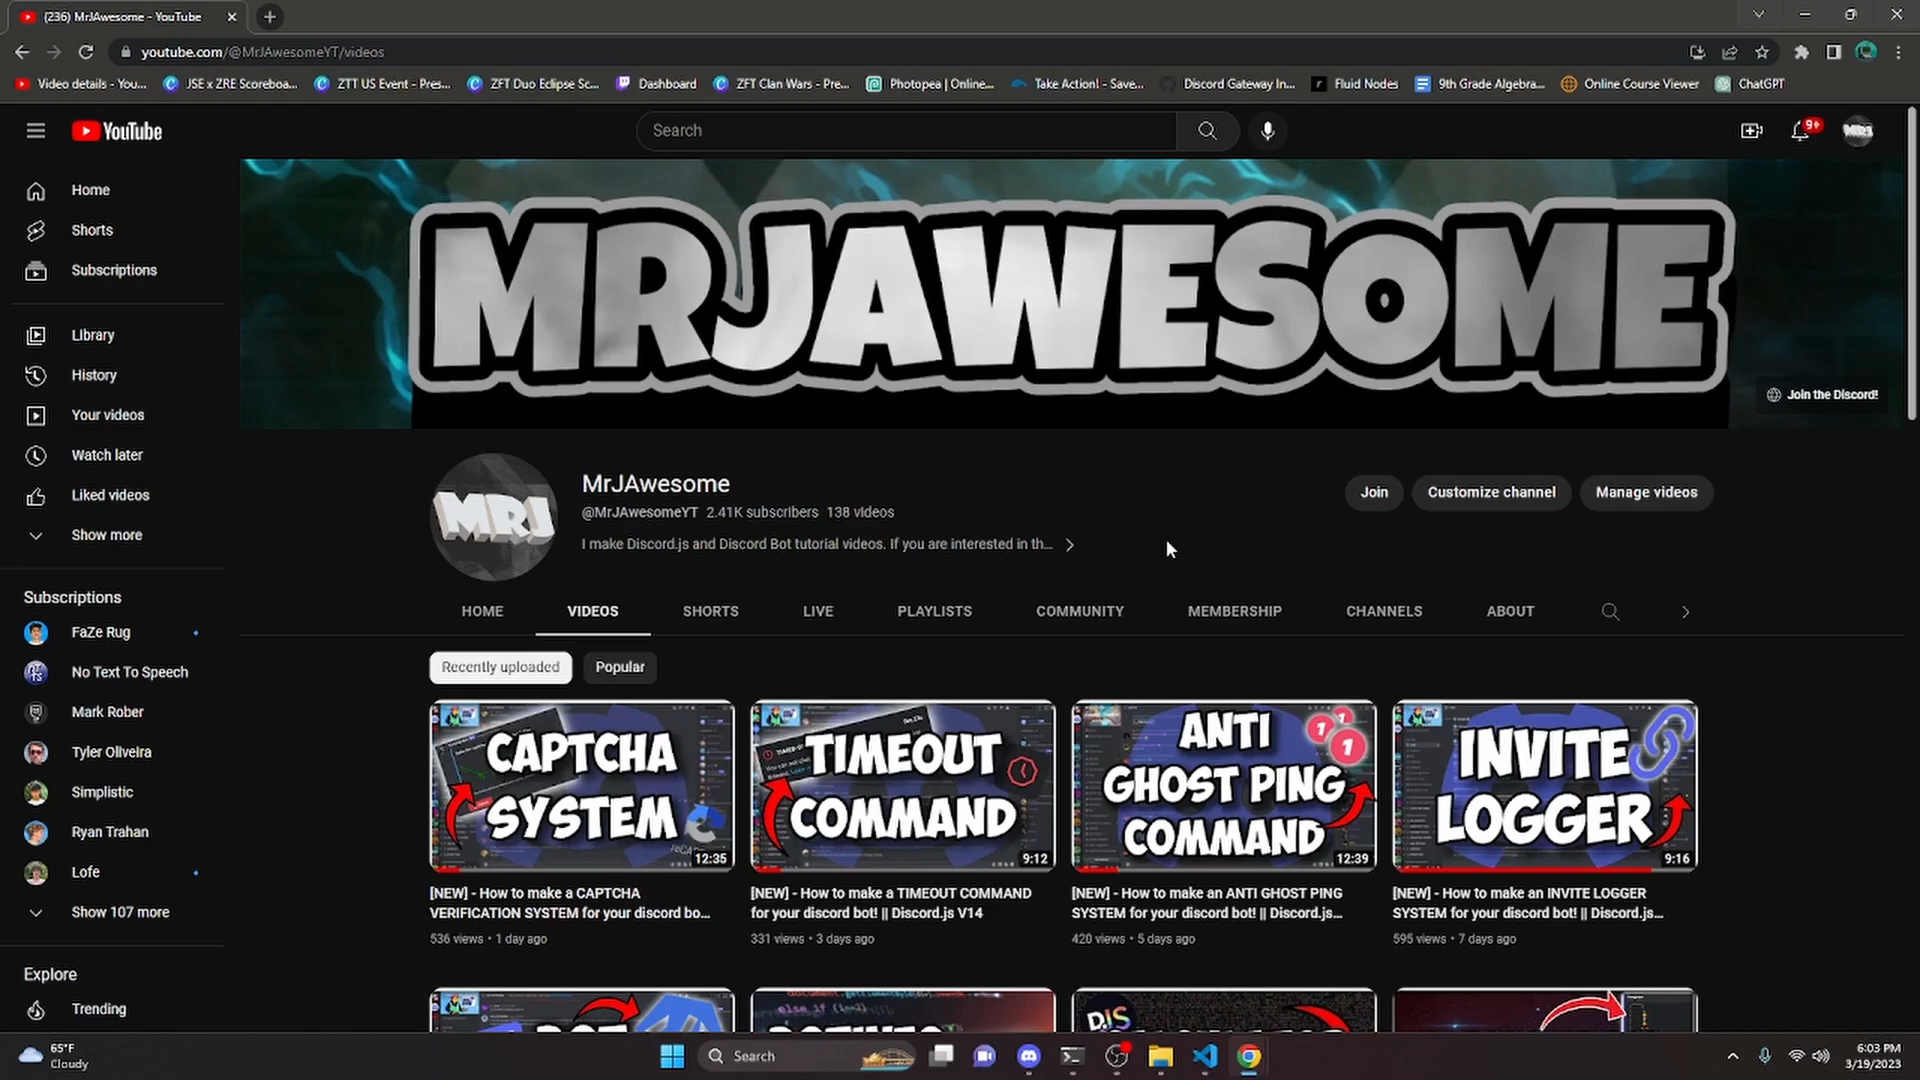 (236) MrJAwesome - YouTube
youtube.com/@MrJAwesomeYT/videos
Video details - You...
JSE x ZRE Scoreboa...
ZTT US Event - Pres...
ZFT Duo Eclipse Sc...
Dashboard
ZFT Clan Wars - Pre...
Photopea | Online...
Take Action! - Save...
Discord Gateway In...
Fluid Nodes
9th Grade Algebra...
Online Course Viewer
ChatGPT
YouTube
Search
9+
MRJ
Home
Shorts
Subscriptions
Library
History
Your videos
Watch later
Liked videos
Show more
Subscriptions
FaZe Rug
No Text To Speech
Mark Rober
Tyler Oliveira
Simplistic
Ryan Trahan
Lofe
Show 107 more
Explore
Trending
MRJAWESOME
Join the Discord!
MRJ
MrJAwesome
@MrJAwesomeYT 2.41K subscribers 138 videos
I make Discord.js and Discord Bot tutorial videos. If you are interested in th...
Join
Customize channel
Manage videos
HOME
VIDEOS
SHORTS
LIVE
PLAYLISTS
COMMUNITY
MEMBERSHIP
CHANNELS
ABOUT
Recently uploaded
Popular
CAPTCHA
SYSTEM
12:35
TIMEOUT
COMMAND
9:12
ANTI
GHOST PING
COMMAND
1
1
12:39
INVITE
LOGGER
9:16
[NEW] - How to make a CAPTCHA
VERIFICATION SYSTEM for your discord bo...
536 views • 1 day ago
[NEW] - How to make a TIMEOUT COMMAND
for your discord bot! || Discord.js V14
331 views • 3 days ago
[NEW] - How to make an ANTI GHOST PING
SYSTEM for your discord bot! || Discord.js...
420 views • 5 days ago
[NEW] - How to make an INVITE LOGGER
SYSTEM for your discord bot! || Discord.js...
595 views • 7 days ago
DJS
65°F
Cloudy
Search
6:03 PM
3/19/2023